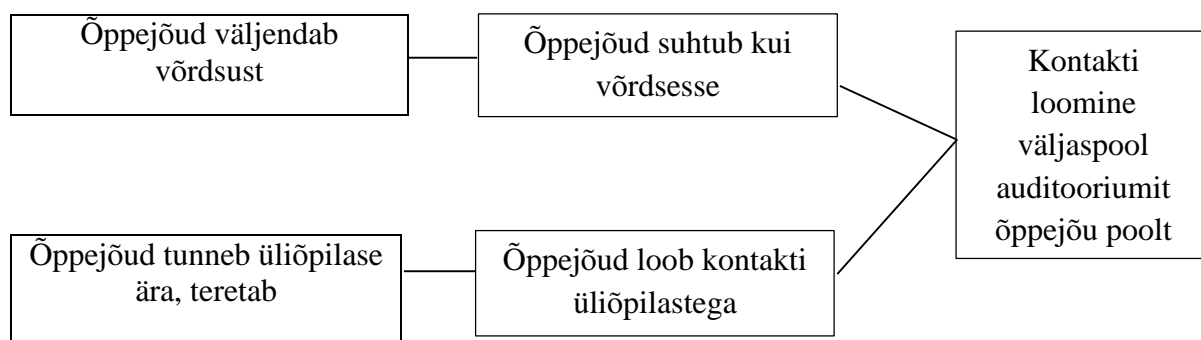 Õppejõud väljendab
võrdsust
Õppejõud suhtub kui
võrdsesse
Kontakti
loomine
väljaspool
auditooriumit
õppejõu poolt
Õppejõud tunneb üliõpilase
ära, teretab
Õppejõud loob kontakti
üliõpilastega